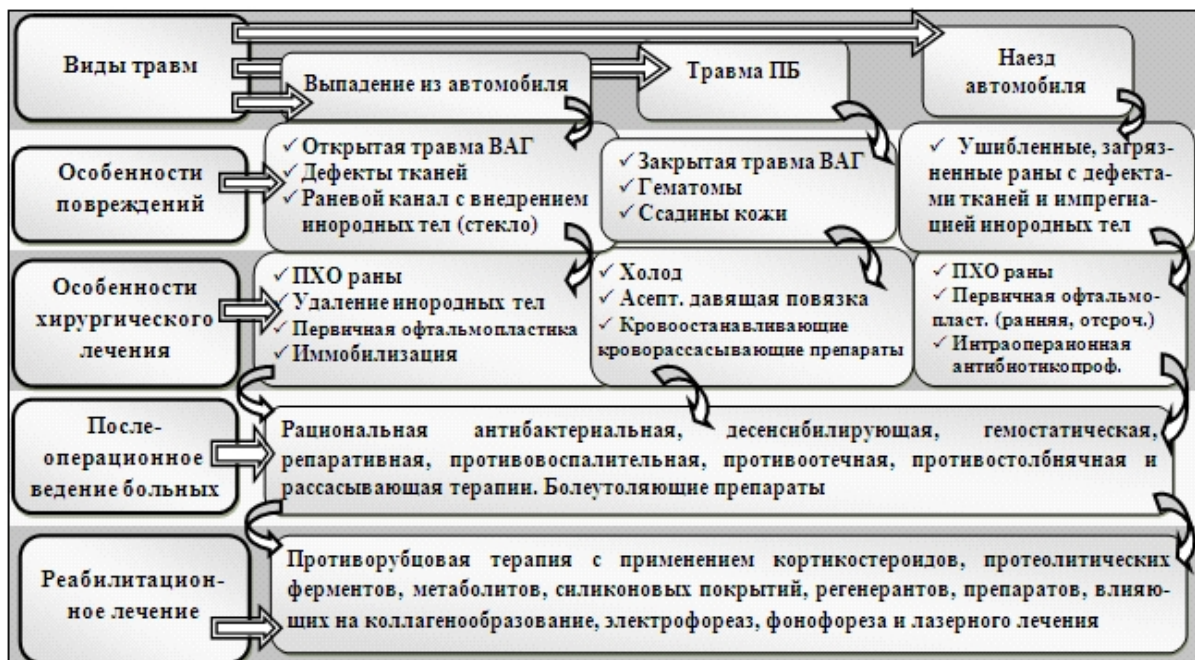 Виды травм
Выпадение из автомобиля
Травма ПБ
Наезд
автомобиля
Особенности
повреждений
✓ Открытая травма ВАГ
✓ Дефекты тканей
✓ Раневой канал с внедрением
инородных тел (стекло)
✓ Закрытая травма ВАГ
✓ Гематомы
✓ Ссадины кожи
✓ Ушибленные, загряз-
ненные раны с дефекта-
ми тканей и импрегиа-
цией инородных тел
Особенности
хирургического
лечения
✓ ПХО раны
✓ Удаление инородных тел
✓ Первичная офтальмопластика
✓ Иммобилизация
✓ Холод
✓ Асепт. давящая повязка
✓ Кровоостанавливающие
кроворассасывающие препараты
✓ ПХО раны
✓ Первичная офтальмо-
пласт. (ранняя, отсроч.)
✓ Интраоперанонная
антибиотикопроф.
После-
операционное
ведение больных
Рациональная антибактериальная, десенсибилирующая, гемостатическая,
репаративная, противовоспалительная, противоотечная, противостолбнячная и
рассасывающая терапии. Болеутоляющие препараты
Реабилитацион-
ное лечение
Противорубцовая терапия с применением кортикостероидов, протеолитических
ферментов, метаболитов, силиконовых покрытий, регенерантов, препаратов, влияю-
щих на коллагенообразование, электрофореаз, фонофореза и лазерного лечения